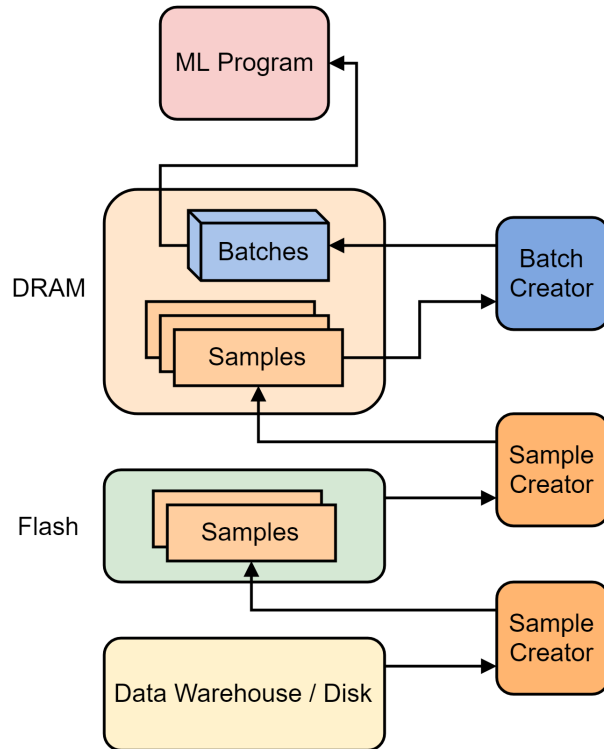 ML Program
DRAM
Batches
Batch
Creator
Samples
Sample
Creator
Flash
Samples
Sample
Creator
Data Warehouse / Disk